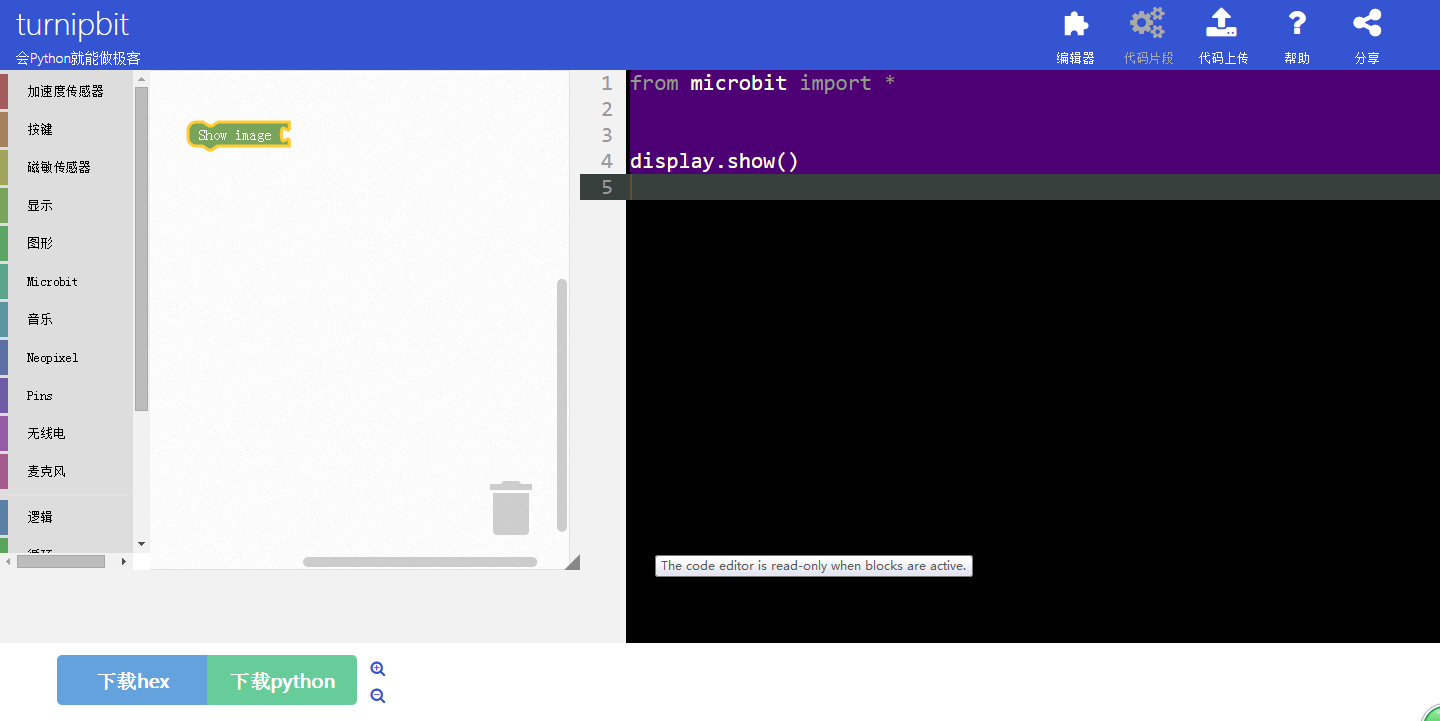 turnipbit
会Python就能做极客
编辑器
代码片段
代码上传
帮助
分享
加速度传感器
按键
磁敏传感器
显示
图形
Microbit
音乐
Neopixel
Pins
无线电
麦克风
逻辑
Show image
1 from microbit import *
2
3
4 display.show()
5
The code editor is read-only when blocks are active.
下载hex
下载python